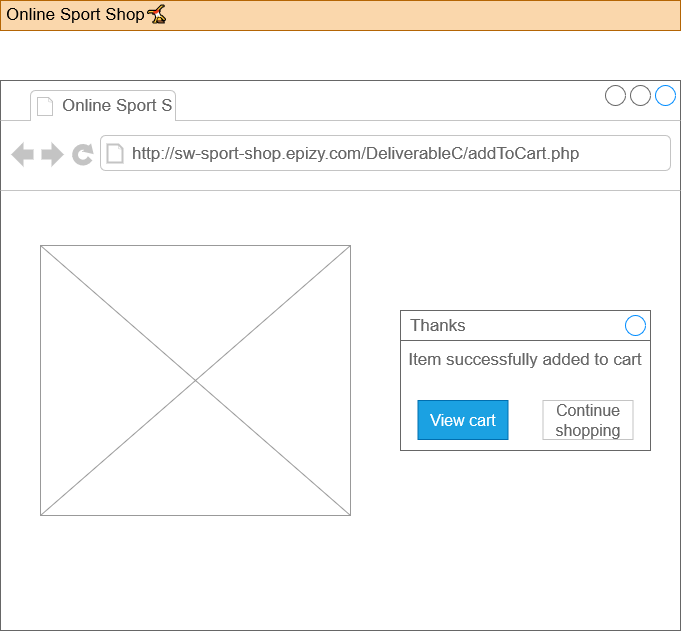 Online Sport Shop
Online Sport S
http://sw-sport-shop.epizy.com/DeliverableC/addToCart.php
Thanks
Item successfully added to cart
View cart
Continue
shopping